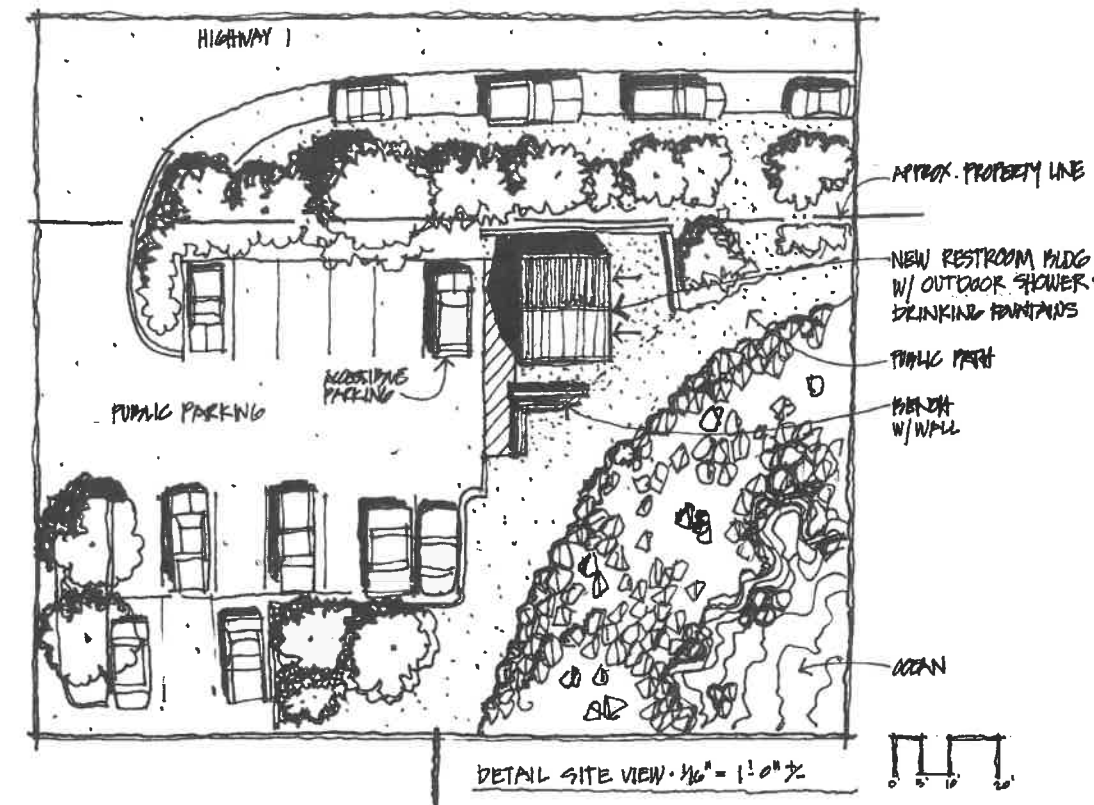 HIGHWAY 1
APPROX. PROPERTY LINE
NEW RESTROOM BLDG
W/ OUTDOOR SHOWER·
DRINKING FOUNTAINS
PUBLIC PATH
ACCESSIBLE
PARKING
PUBLIC PARKING
BENCH
W/ WALL
OCEAN
DETAIL SITE VIEW · 1/16" = 1'-0" +/-
0' 5' 10' 20'